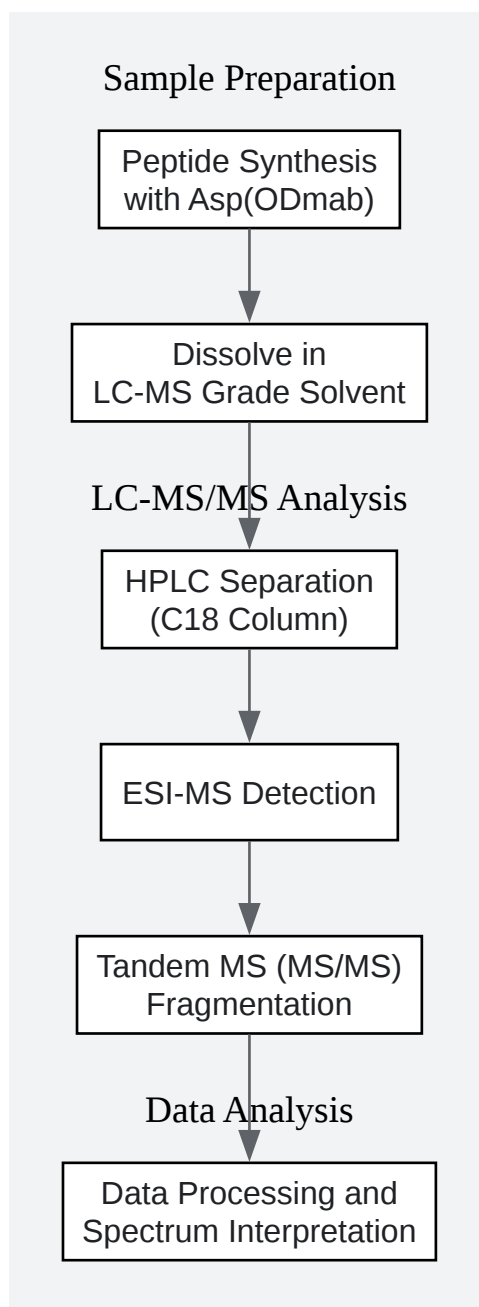 Sample Preparation
Peptide Synthesis
with Asp(ODmab)
Dissolve in
LC-MS Grade Solvent
LC-MS/MS Analysis
HPLC Separation
(C18 Column)
ESI-MS Detection
Tandem MS (MS/MS)
Fragmentation
Data Analysis
Data Processing and
Spectrum Interpretation